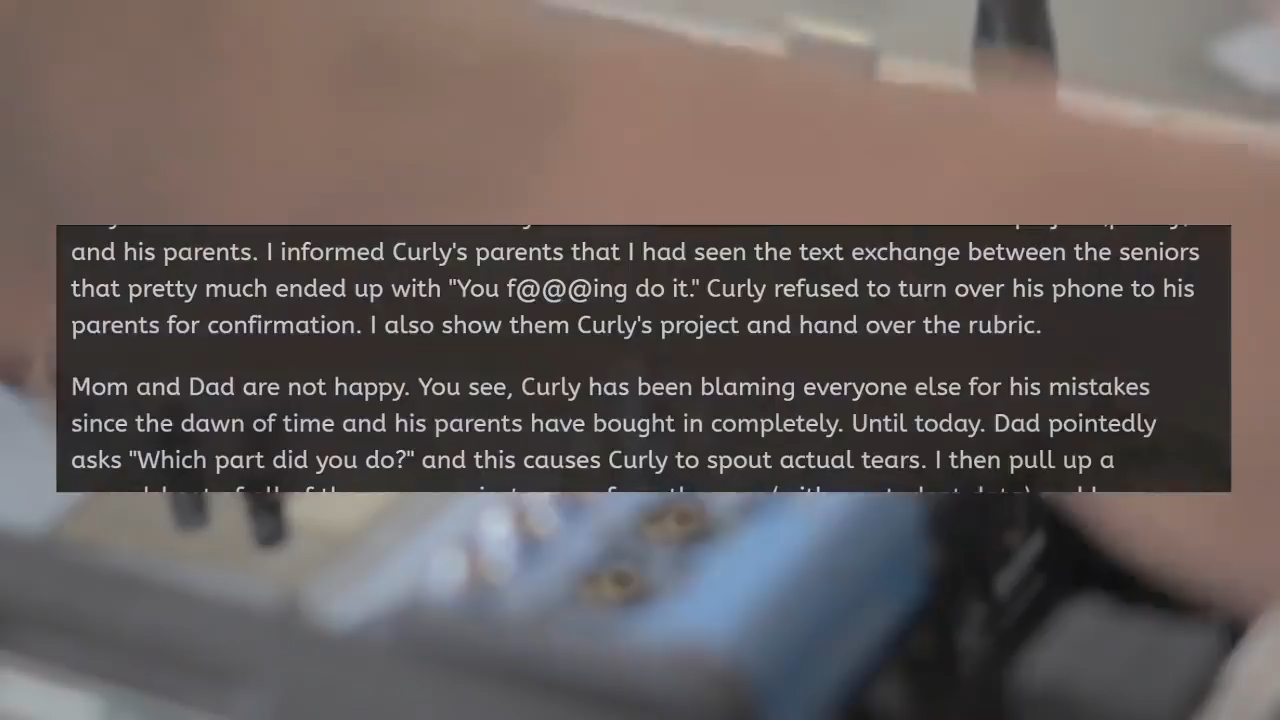 and his parents. I informed Curly's parents that I had seen the text exchange between the seniors
that pretty much ended up with "You f@@@ing do it." Curly refused to turn over his phone to his
parents for confirmation. I also show them Curly's project and hand over the rubric.
Mom and Dad are not happy. You see, Curly has been blaming everyone else for his mistakes
since the dawn of time and his parents have bought in completely. Until today. Dad pointedly
asks "Which part did you do?" and this causes Curly to spout actual tears. I then pull up a